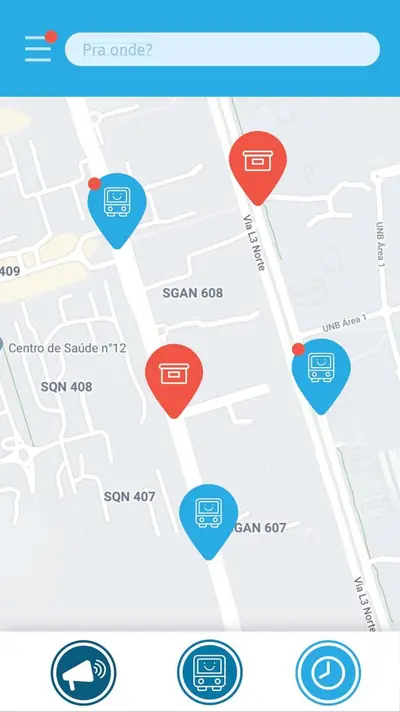 Pra onde?
Via L3 Norte
UNB Área 1
409
SGAN 608
UNB Área 1
Centro de Saúde n°12
SQN 408
SQN 407
GAN 607
Via L3 Norte